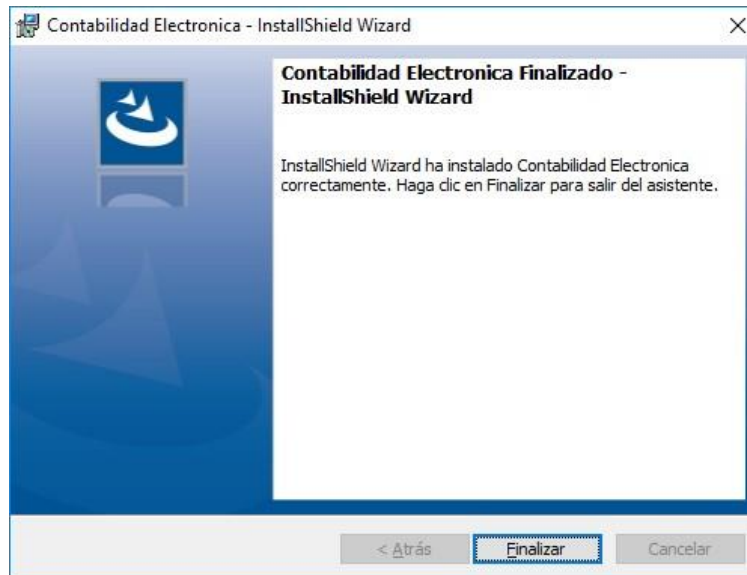 Contabilidad Electronica - InstallShield Wizard
Contabilidad Electronica Finalizado -
InstallShield Wizard
InstallShield Wizard ha instalado Contabilidad Electronica
correctamente. Haga clic en Finalizar para salir del asistente.
< Atrás Finalizar Cancelar